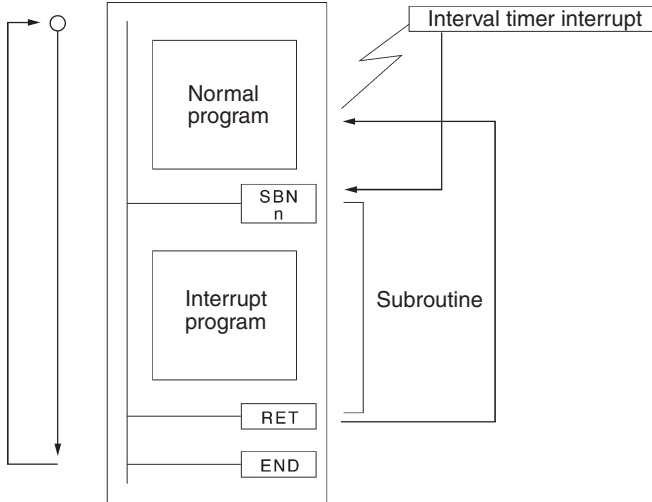 Interval timer interrupt
Normal
program
SBN
n
Interrupt
program
Subroutine
RET
END